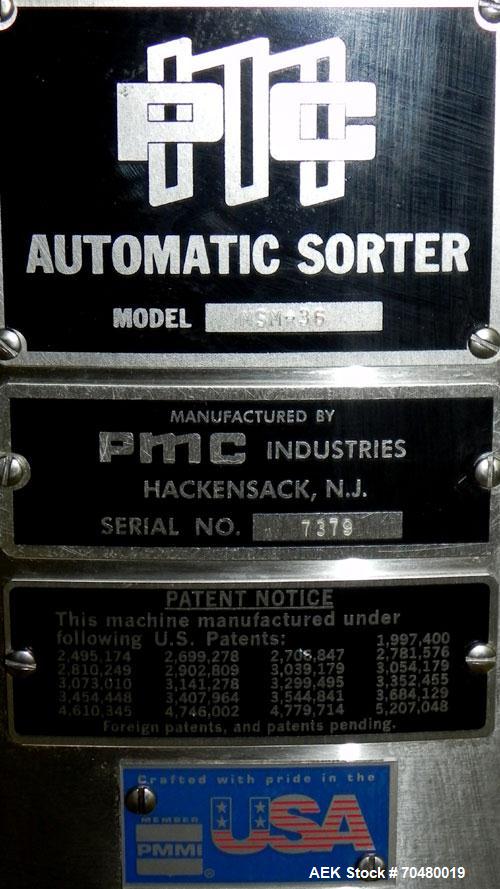 PMC
AUTOMATIC SORTER
MODEL MSM-36
MANUFACTURED BY
PMC INDUSTRIES
HACKENSACK, N.J.
SERIAL NO. 7379
PATENT NOTICE
This machine manufactured under
following U.S. Patents: 1,997,400
2,495,174 2,699,278 2,706,847 2,781,576
2,810,249 2,902,809 3,039,179 3,054,179
3,073,010 3,141,278 3,299,495 3,352,455
3,454,448 3,407,964 3,544,841 3,684,129
4,610,345 4,746,002 4,779,714 5,207,048
Foreign patents, and patents pending.
Crafted with pride in the
USA
MEMBER
PMMI
®
AEK Stock # 70480019